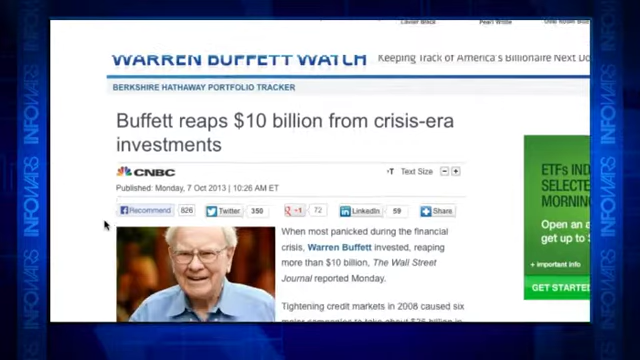 WARREN BUFFETT WATCH Keeping Track of America's Billionaire Next
BERKSHIRE HATHAWAY PORTFOLIO TRACKER
Buffett reaps $10 billion from crisis-era
investments
CNBC
Text Size
Published: Monday, 7 Oct 2013 | 10:26 AM ET
Recommend 826 Twitter 350 +1 72 LinkedIn 59 Share
When most panicked during the financial
crisis, Warren Buffett invested, reaping
more than $10 billion, The Wall Street
Journal reported Monday.
Tightening credit markets in 2008 caused six
ETFs IND
SELECTE
MORNIN
Open an
get up to $
+ important info
GET STARTE
INFOWARS
INFOWARS
INFOWARS
INFOWARS